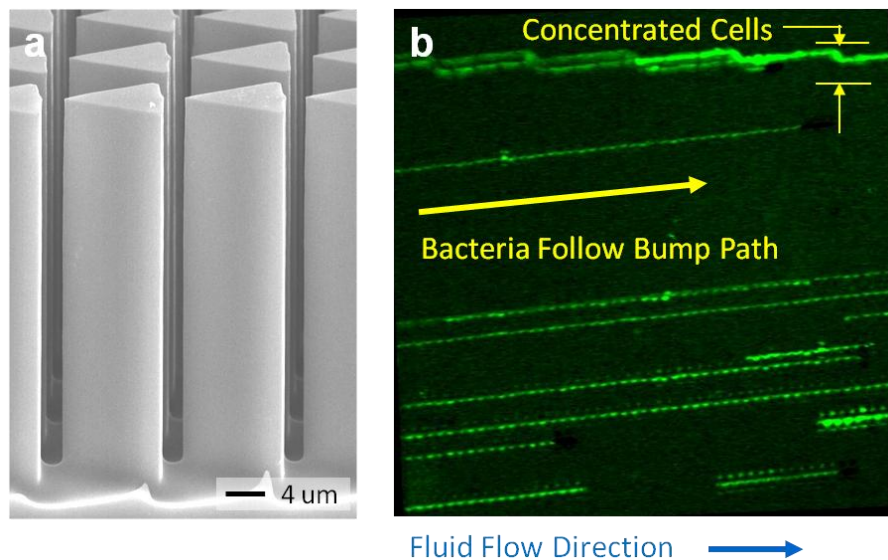 a
4 um
b
Concentrated Cells
Bacteria Follow Bump Path
Fluid Flow Direction